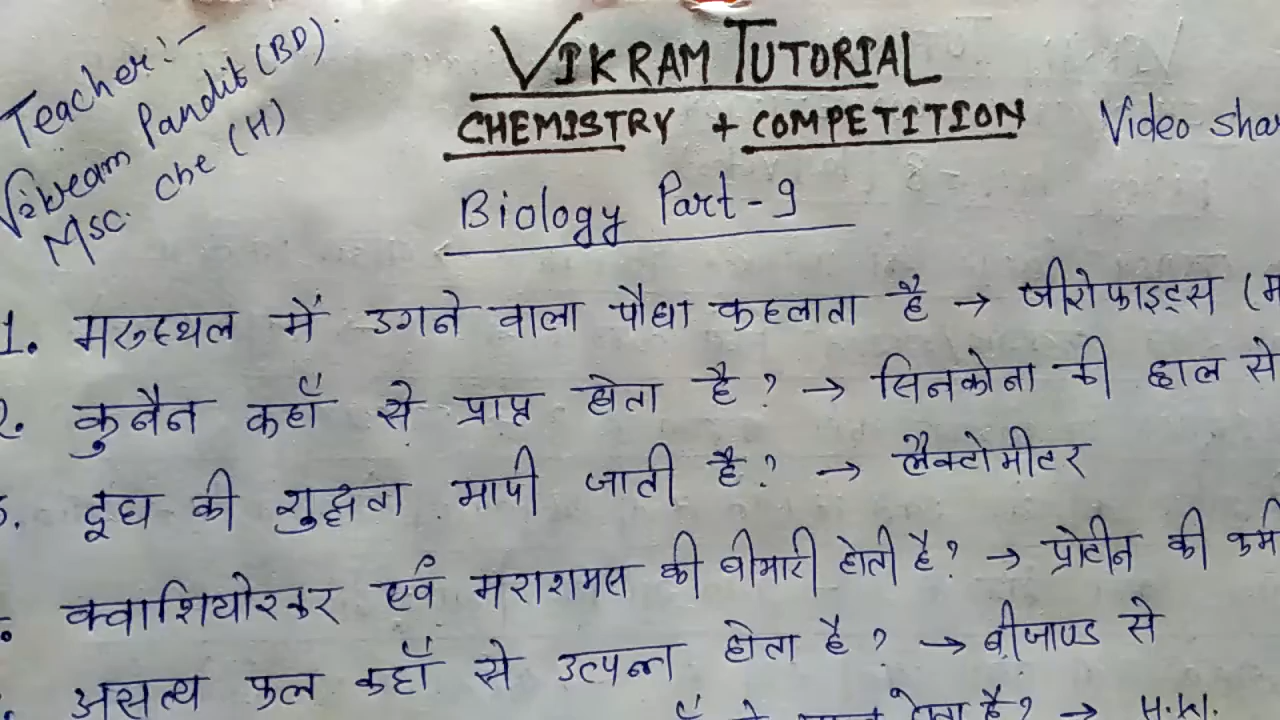 Teacher:-
Vikram Pandit (BD).
Msc. Che (H)
VIKRAM TUTORIAL
CHEMISTRY + COMPETITION
Video shar
Biology Part-9
1. मरुस्थल में उगने वाला पौधा कहलाता है → जीरोफाइट्स (म
2. कुनैन कहाँ से प्राप्त होता है? → सिनकोना की छाल से
3. दूध की शुद्धता मापी जाती है? → लैक्टोमीटर
क्वाशियोरकर एवं मराशमस की बीमारी होती है? → प्रोटीन की कमी
असत्य फल कहाँ से उत्पन्न होता है? → बीजाण्ड से
होता है? → H.W.